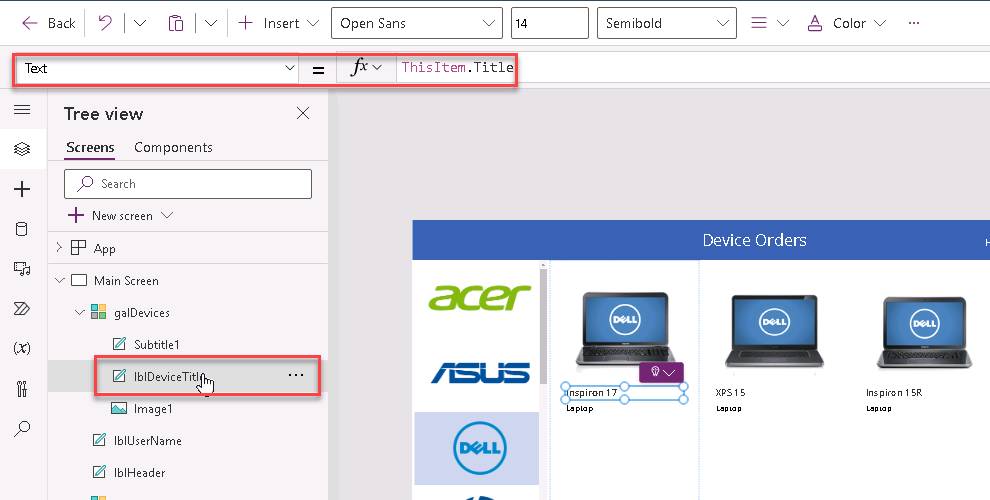 Back
Insert
Open Sans
14
Semibold
Color
Text
=
fx
ThisItem.Title
Tree view
Screens
Components
Search
New screen
App
Main Screen
galDevices
Subtitle1
lblDeviceTitle
Image1
lblUserName
lblHeader
Device Orders
H
acer
ASUS
DELL
DELL
DELL
DELL
Inspiron 17
Laptop
XPS 15
Laptop
Inspiron 15R
Laptop